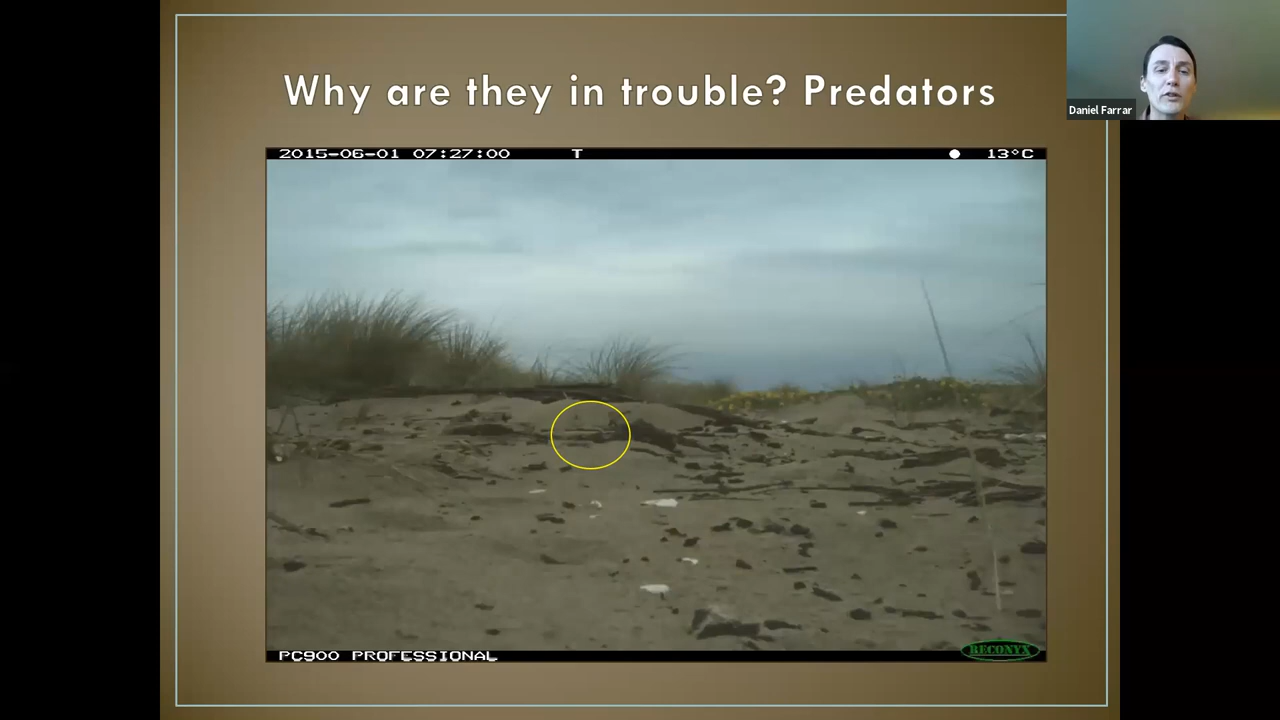 Why are they in trouble? Predators
Daniel Farrar
2015-06-01 07:27:00 T 13°C
PC900 PROFESSIONAL
RECONYX